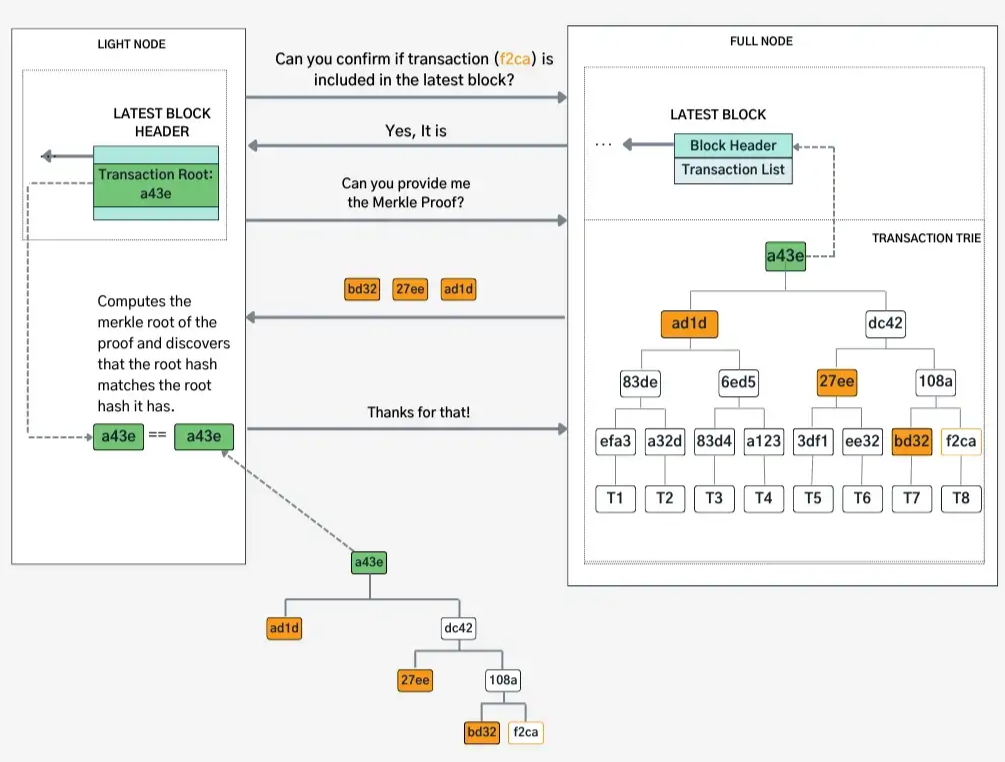 LIGHT NODE
LATEST BLOCK
HEADER
Transaction Root:
a43e
Computes the
merkle root of the
proof and discovers
that the root hash
matches the root
hash it has.
a43e == a43e
Can you confirm if transaction (f2ca) is
included in the latest block?
Yes, It is
Can you provide me
the Merkle Proof?
bd32 27ee ad1d
Thanks for that!
FULL NODE
LATEST BLOCK
...
Block Header
Transaction List
TRANSACTION TRIE
a43e
ad1d dc42
83de 6ed5 27ee 108a
efa3 a32d 83d4 a123 3df1 ee32 bd32 f2ca
T1 T2 T3 T4 T5 T6 T7 T8
a43e
ad1d dc42
27ee 108a
bd32 f2ca